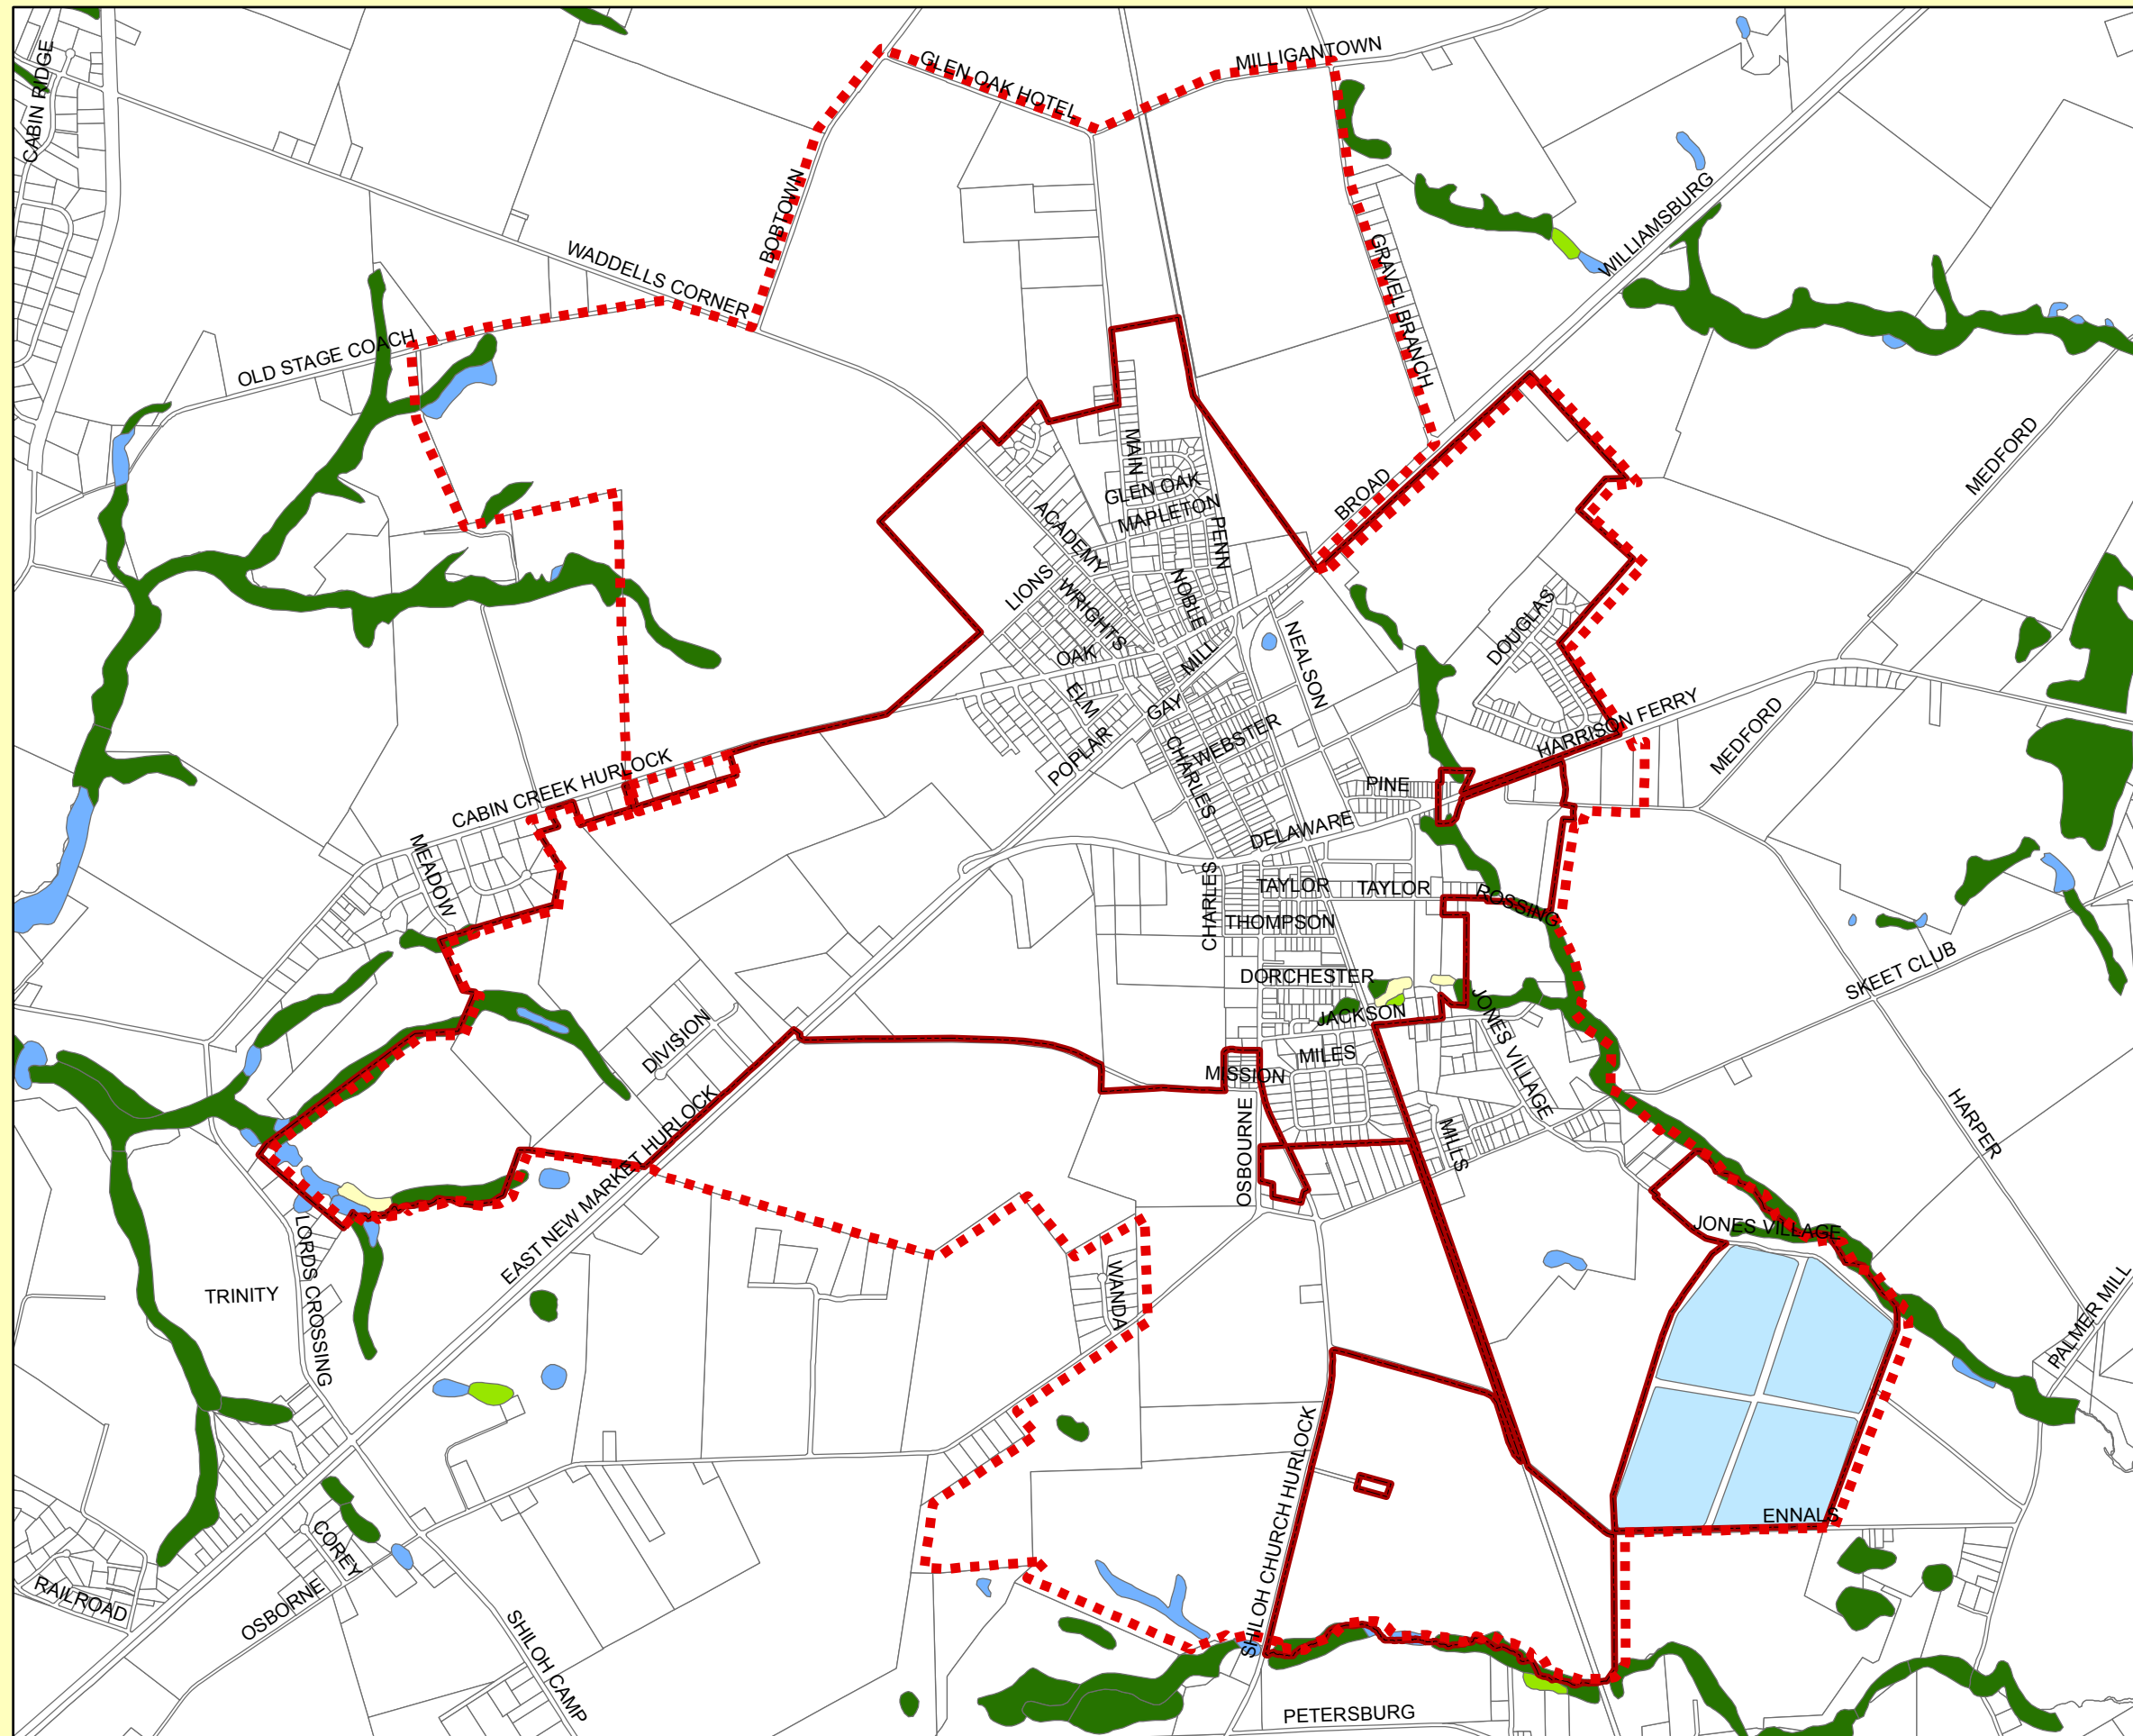 CABIN RIDGE
GLEN OAK HOTEL
MILLIGANTOWN
BOBTOWN
WADDELLS CORNER
WILLIAMSBURG
GRAVEL BRANCH
OLD STAGE COACH
MAIN
GLEN OAK
MAPLETON
BROAD
MEDFORD
ACADEMY
PENN
LIONS
WRIGHTS
NOBLE
DOUGLAS
OAK
MILL
NEALSON
ELM
GAY
POPLAR
CHARLES
WEBSTER
HARRISON FERRY
MEDFORD
CABIN CREEK HURLOCK
PINE
MEADOW
DELAWARE
CHARLES
TAYLOR
TAYLOR
ROSSING
THOMPSON
DORCHESTER
SKEET CLUB
JACKSON
JONES VILLAGE
DIVISION
MILES
MISSION
OSBOURNE
MILLS
HARPER
EAST NEW MARKET HURLOCK
JONES VILLAGE
LORDS CROSSING
TRINITY
WANDA
PALMER MILL
SHILOH CHURCH HURLOCK
ENNALS
COREY
RAILROAD
OSBORNE
SHILOH CAMP
PETERSBURG